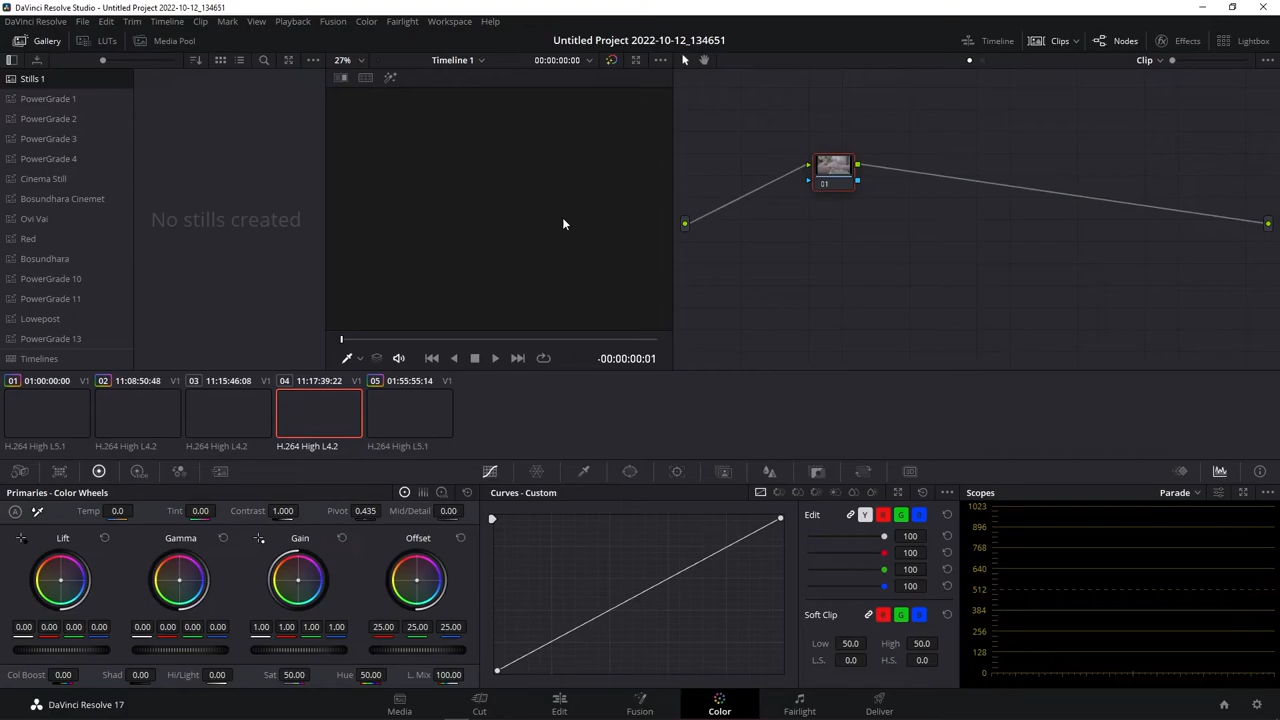 DaVinci Resolve Studio - Untitled Project 2022-10-12_134651
DaVinci Resolve File Edit Trim Timeline Clip Mark View Playback Fusion Color Fairlight Workspace Help
Gallery LUTs Media Pool Untitled Project 2022-10-12_134651 Timeline Clips Nodes Effects Lightbox
27% Timeline 1 00:00:00:00 Clip
Stills 1
PowerGrade 1
PowerGrade 2
PowerGrade 3
PowerGrade 4
Cinema Still
Bosundhara Cinemet
Ovi Vai
Red
Bosundhara
PowerGrade 10
PowerGrade 11
Lowepost
PowerGrade 13
Timelines
No stills created
01
-00:00:00:01
01 01:00:00:00 V1 02 11:08:50:48 V1 03 11:15:46:08 V1 04 11:17:39:22 V1 05 01:55:55:14 V1
H.264 High L5.1 H.264 High L4.2 H.264 High L4.2 H.264 High L4.2 H.264 High L5.1
Primaries - Color Wheels
A Temp 0.0 Tint 0.00 Contrast 1.000 Pivot 0.435 Mid/Detail 0.00
Lift Gamma Gain Offset
0.00 0.00 0.00 0.00 0.00 0.00 0.00 0.00 1.00 1.00 1.00 1.00 25.00 25.00 25.00
Col Boost 0.00 Shad 0.00 Hi/Light 0.00 Sat 50.00 Hue 50.00 L. Mix 100.00
Curves - Custom
Edit Y R G B
100
100
100
100
Soft Clip R G B
Low 50.0 High 50.0
L.S. 0.0 H.S. 0.0
Scopes Parade
1023
896
768
640
512
384
256
128
0
DaVinci Resolve 17 Media Cut Edit Fusion Color Fairlight Deliver